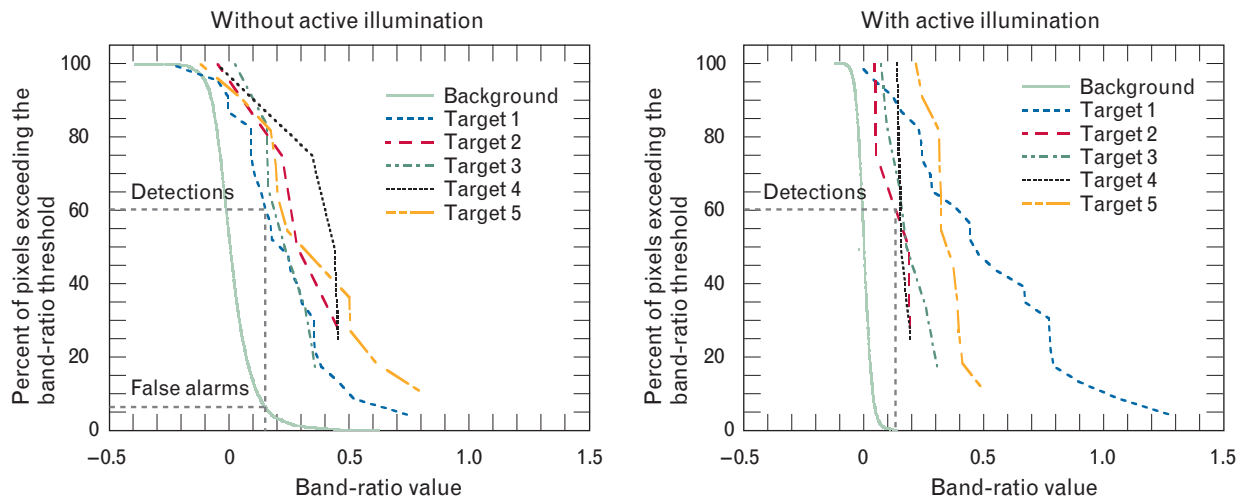 Without active illumination
Percent of pixels exceeding the
band-ratio threshold
100
80
60
40
20
0
Detections
False alarms
Background
Target 1
Target 2
Target 3
Target 4
Target 5
–0.5
0
0.5
1.0
1.5
Band-ratio value
With active illumination
Percent of pixels exceeding the
band-ratio threshold
100
80
60
40
20
0
Detections
Background
Target 1
Target 2
Target 3
Target 4
Target 5
–0.5
0
0.5
1.0
1.5
Band-ratio value